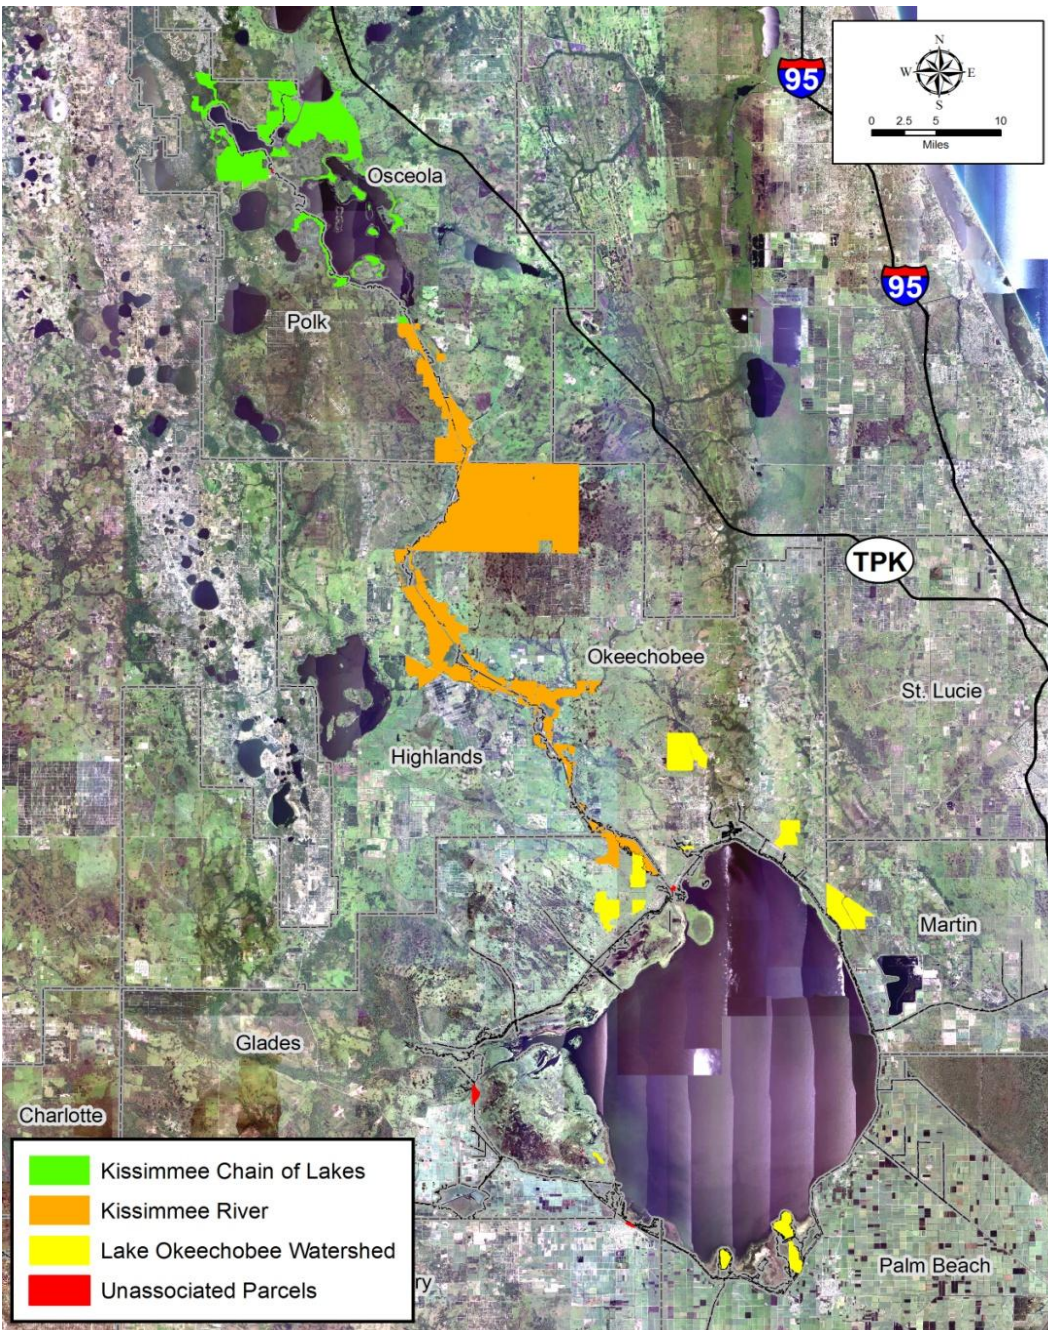 95
N
W E
S
0 2.5 5 10
Miles
Osceola
95
Polk
TPK
Okeechobee
St. Lucie
Highlands
Martin
Glades
Charlotte
Kissimmee Chain of Lakes
Kissimmee River
Lake Okeechobee Watershed
Unassociated Parcels
ry
Palm Beach